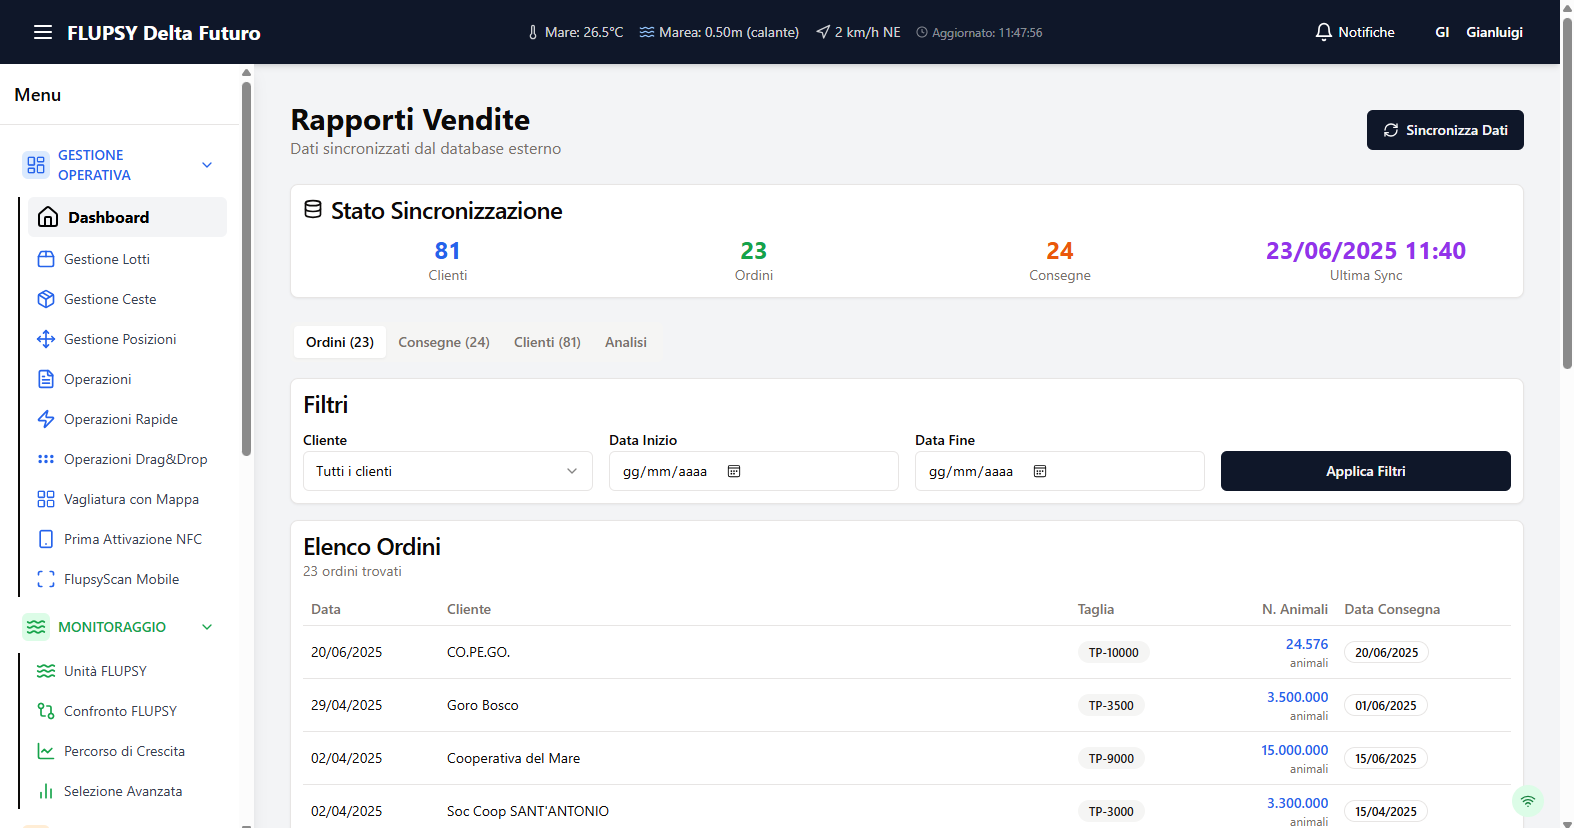 FLUPSY Delta Futuro
Mare: 26.5°C
Marea: 0.50m (calante)
2 km/h NE
Aggiornato: 11:47:56
Notifiche
GI
Gianluigi
Menu
GESTIONE
OPERATIVA
Dashboard
Gestione Lotti
Gestione Ceste
Gestione Posizioni
Operazioni
Operazioni Rapide
Operazioni Drag&Drop
Vagliatura con Mappa
Prima Attivazione NFC
FlupsyScan Mobile
MONITORAGGIO
Unità FLUPSY
Confronto FLUPSY
Percorso di Crescita
Selezione Avanzata
Rapporti Vendite
Dati sincronizzati dal database esterno
Sincronizza Dati
Stato Sincronizzazione
81
Clienti
23
Ordini
24
Consegne
23/06/2025 11:40
Ultima Sync
Ordini (23)
Consegne (24)
Clienti (81)
Analisi
Filtri
Cliente
Tutti i clienti
Data Inizio
gg/mm/aaaa
Data Fine
gg/mm/aaaa
Applica Filtri
Elenco Ordini
23 ordini trovati
Data Cliente Taglia N. Animali Data Consegna
20/06/2025 CO.PE.GO. TP-10000 24.576 animali 20/06/2025
29/04/2025 Goro Bosco TP-3500 3.500.000 animali 01/06/2025
02/04/2025 Cooperativa del Mare TP-9000 15.000.000 animali 15/06/2025
02/04/2025 Soc Coop SANT'ANTONIO TP-3000 3.300.000 animali 15/04/2025